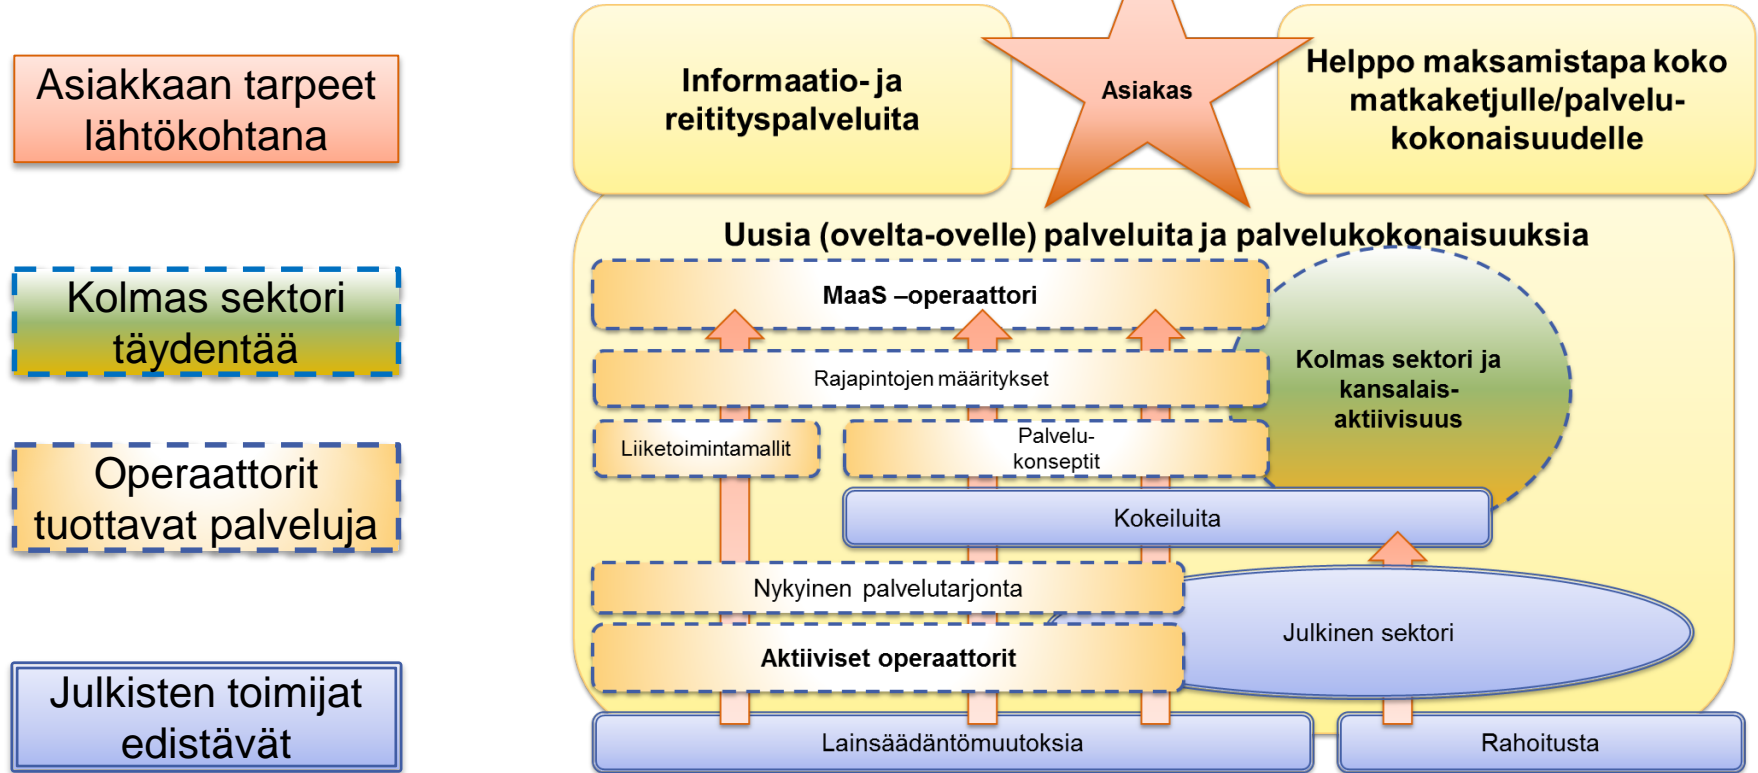 Asiakkaan tarpeet
lähtökohtana
Kolmas sektori
täydentää
Operaattorit
tuottavat palveluja
Julkisten toimijat
edistävät
Informaatio- ja
reitityspalveluita
Asiakas
Helppo maksamistapa koko
matkaketjulle/palvelu-
kokonaisuudelle
Uusia (ovelta-ovelle) palveluita ja palvelukokonaisuuksia
MaaS –operaattori
Rajapintojen määritykset
Kolmas sektori ja
kansalais-
aktiivisuus
Liiketoimintamallit
Palvelu-
konseptit
Kokeiluita
Nykyinen palvelutarjonta
Julkinen sektori
Aktiiviset operaattorit
Lainsäädäntömuutoksia
Rahoitusta